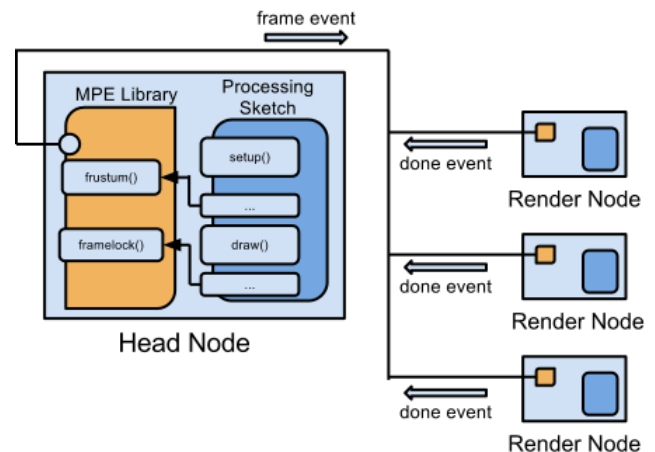 frame event
MPE Library
Processing
Sketch
setup()
frustum()
...
framelock()
draw()
...
Head Node
done event
Render Node
done event
Render Node
done event
Render Node